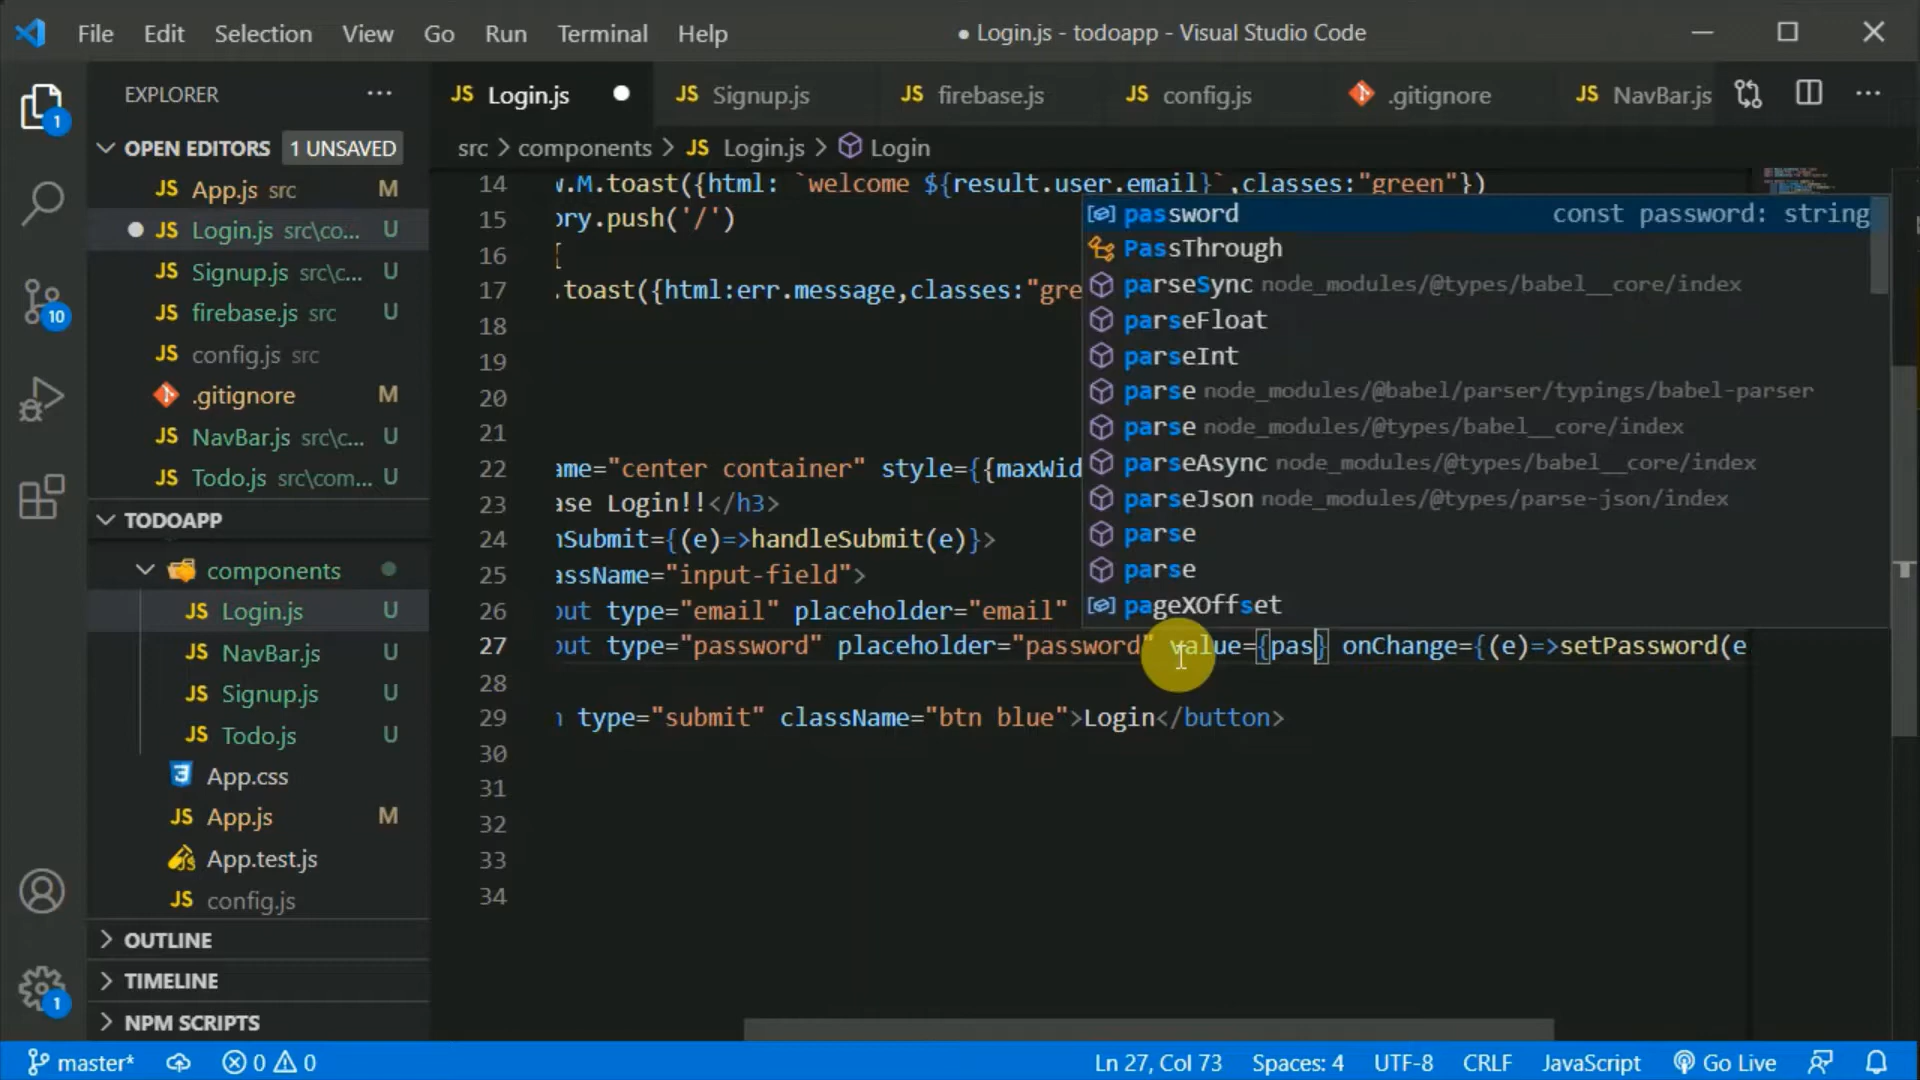 File Edit Selection View Go Run Terminal Help
● Login.js - todoapp - Visual Studio Code
EXPLORER
JS Login.js JS Signup.js JS firebase.js JS config.js .gitignore JS NavBar.js
OPEN EDITORS 1 UNSAVED
src > components > JS Login.js > Login
JS App.js src M
JS Login.js src\co... U
JS Signup.js src\c... U
JS firebase.js src U
JS config.js src
.gitignore M
JS NavBar.js src\c... U
JS Todo.js src\com... U
TODOAPP
components
JS Login.js U
JS NavBar.js U
JS Signup.js U
JS Todo.js U
App.css
JS App.js M
App.test.js
JS config.js
OUTLINE
TIMELINE
NPM SCRIPTS
1
10
1
14 w.M.toast({html: `welcome ${result.user.email}`,classes:"green"})
15 ory.push('/')
16 {
17 .toast({html:err.message,classes:"gre
18
19
20
21
22 ame="center container" style={{maxWid
23 ase Login!!</h3>
24 nSubmit={(e)=>handleSubmit(e)}>
25 assName="input-field">
26 out type="email" placeholder="email"
27 out type="password" placeholder="password" value={pas} onChange={(e)=>setPassword(e
28
29 n type="submit" className="btn blue">Login</button>
30
31
32
33
34
password const password: string
PassThrough
parseSync node_modules/@types/babel__core/index
parseFloat
parseInt
parse node_modules/@babel/parser/typings/babel-parser
parse node_modules/@types/babel__core/index
parseAsync node_modules/@types/babel__core/index
parseJson node_modules/@types/parse-json/index
parse
parse
pageXOffset
master* 0 0 Ln 27, Col 73 Spaces: 4 UTF-8 CRLF JavaScript Go Live